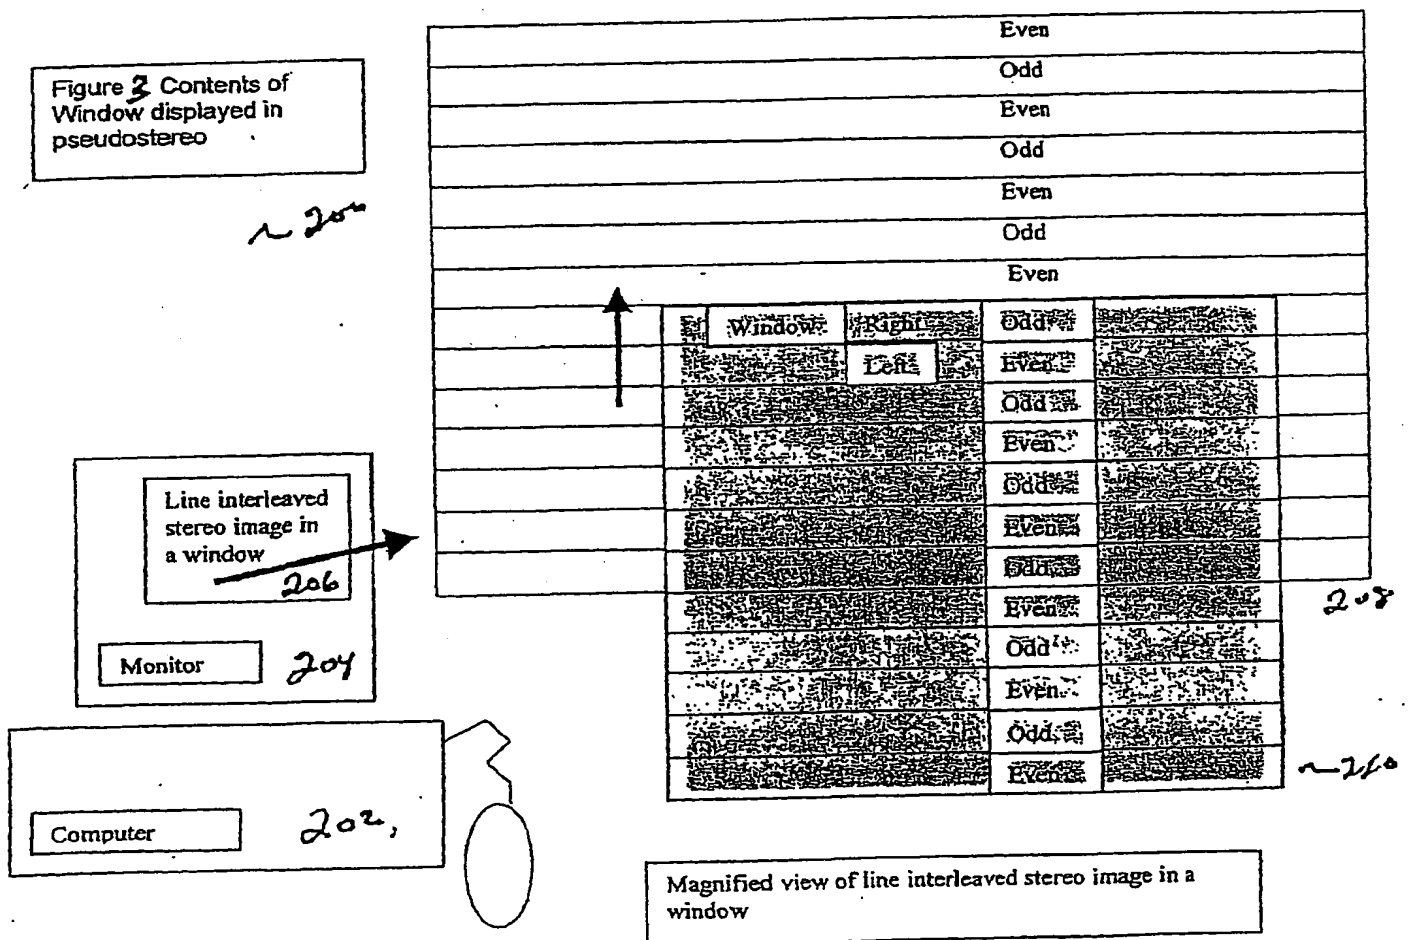 Figure 3 Contents of
Window displayed in
pseudostereo
~ 200
Even
Odd
Even
Odd
Even
Odd
Even
Window Right Odd
Left Even
Odd
Even
Odd
Even
Odd
Even
Odd
Even
Odd
Even
208
~ 210
Line interleaved
stereo image in
a window
206
Monitor 204
Computer 202,
Magnified view of line interleaved stereo image in a
window